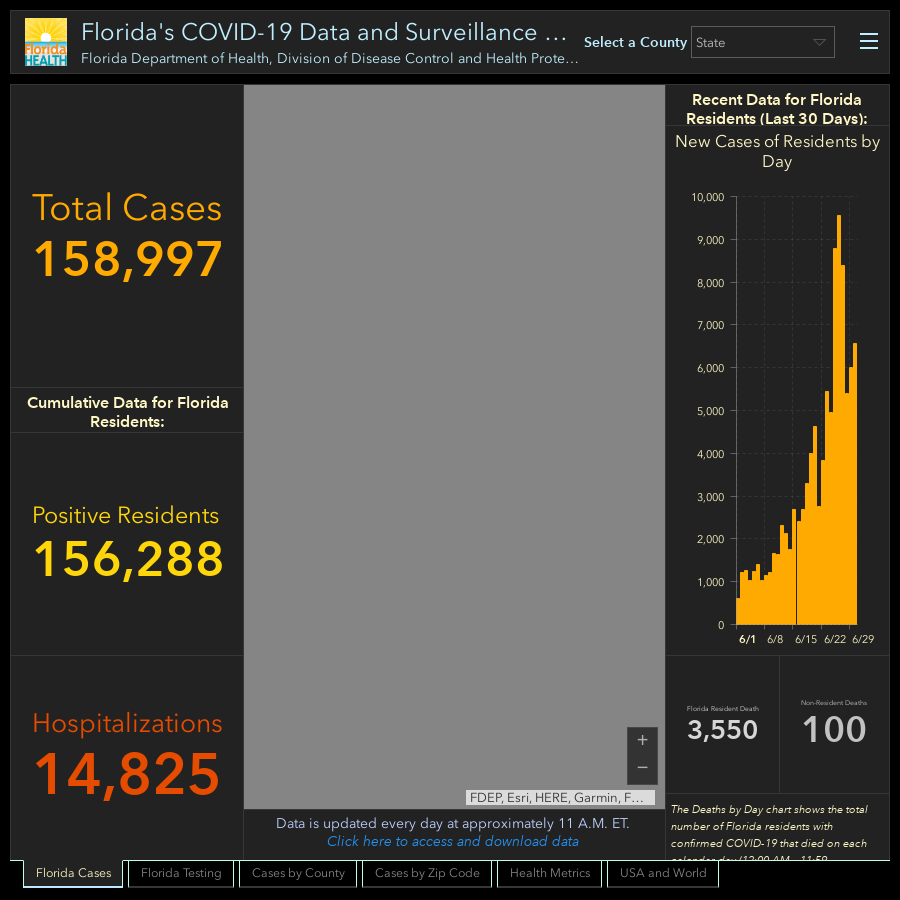 Florida HEALTH
Florida's COVID-19 Data and Surveillance ...
Florida Department of Health, Division of Disease Control and Health Prote...
Select a County
State
Total Cases
158,997
Cumulative Data for Florida
Residents:
Positive Residents
156,288
Hospitalizations
14,825
+
−
FDEP, Esri, HERE, Garmin, F...
Data is updated every day at approximately 11 A.M. ET.
Click here to access and download data
Recent Data for Florida
Residents (Last 30 Days):
New Cases of Residents by
Day
10,000
9,000
8,000
7,000
6,000
5,000
4,000
3,000
2,000
1,000
0
6/1 6/8 6/15 6/22 6/29
Florida Resident Death
3,550
Non-Resident Deaths
100
The Deaths by Day chart shows the total
number of Florida residents with
confirmed COVID-19 that died on each
calendar day (12:00 AM - 11:59
Florida Cases
Florida Testing
Cases by County
Cases by Zip Code
Health Metrics
USA and World